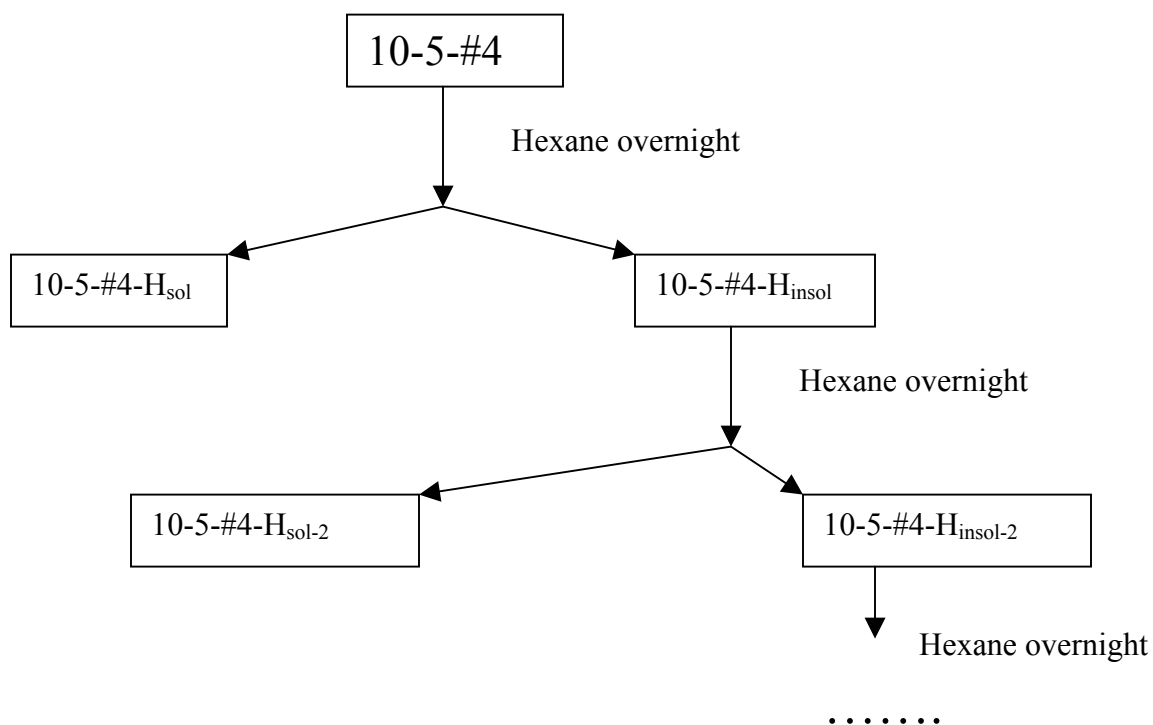 10-5-#4
Hexane overnight
10-5-#4-Hsol
10-5-#4-Hinsol
Hexane overnight
10-5-#4-Hsol-2
10-5-#4-Hinsol-2
Hexane overnight
.......